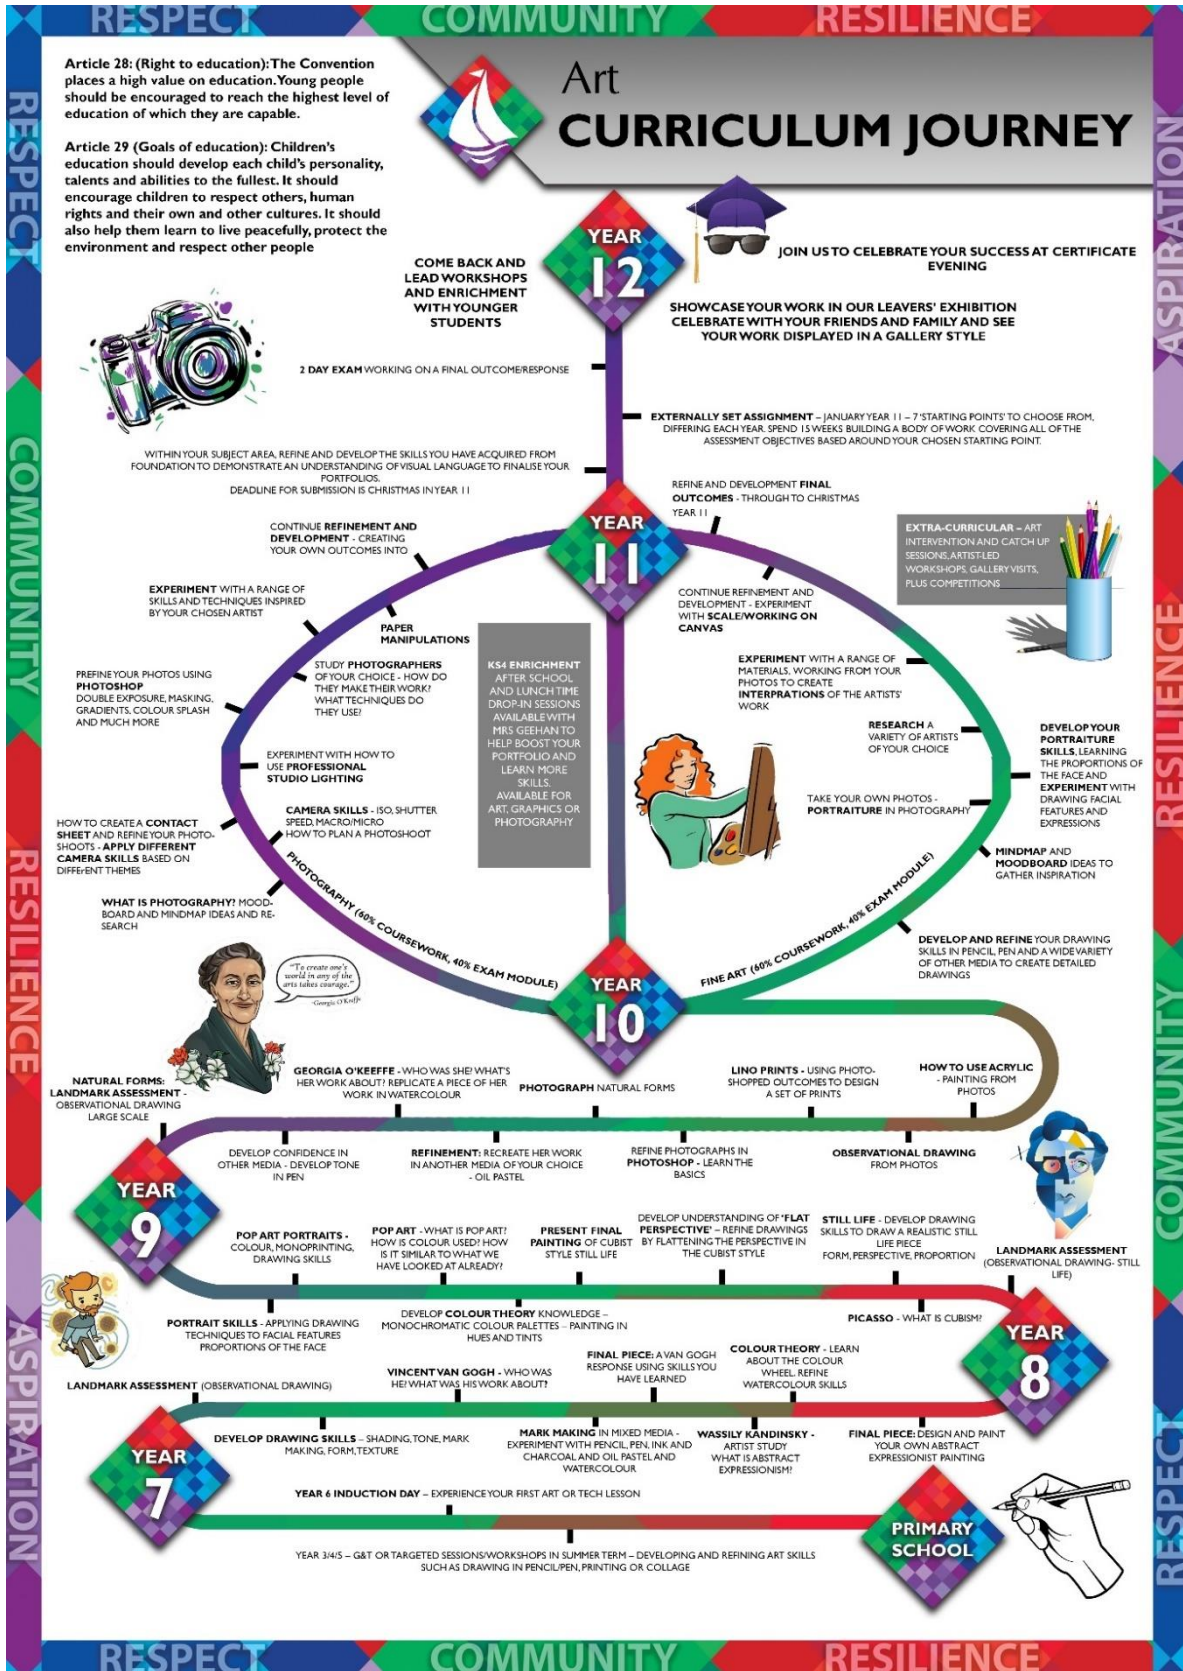 RESPECT
COMMUNITY
RESILIENCE
RESPECT
COMMUNITY
RESILIENCE
ASPIRATION
ASPIRATION
RESILIENCE
COMMUNITY
RESPECT
Article 28: (Right to education): The Convention
places a high value on education. Young people
should be encouraged to reach the highest level of
education of which they are capable.
Article 29 (Goals of education): Children's
education should develop each child's personality,
talents and abilities to the fullest. It should
encourage children to respect others, human
rights and their own and other cultures. It should
also help them learn to live peacefully, protect the
environment and respect other people
Art
CURRICULUM JOURNEY
YEAR
12
JOIN US TO CELEBRATE YOUR SUCCESS AT CERTIFICATE
EVENING
COME BACK AND
LEAD WORKSHOPS
AND ENRICHMENT
WITH YOUNGER
STUDENTS
SHOWCASE YOUR WORK IN OUR LEAVERS' EXHIBITION
CELEBRATE WITH YOUR FRIENDS AND FAMILY AND SEE
YOUR WORK DISPLAYED IN A GALLERY STYLE
2 DAY EXAM WORKING ON A FINAL OUTCOME/RESPONSE
EXTERNALLY SET ASSIGNMENT – JANUARY YEAR 11 – 7 'STARTING POINTS' TO CHOOSE FROM,
DIFFERING EACH YEAR. SPEND 15 WEEKS BUILDING A BODY OF WORK COVERING ALL OF THE
ASSESSMENT OBJECTIVES BASED AROUND YOUR CHOSEN STARTING POINT.
WITHIN YOUR SUBJECT AREA, REFINE AND DEVELOP THE SKILLS YOU HAVE ACQUIRED FROM
FOUNDATION TO DEMONSTRATE AN UNDERSTANDING OF VISUAL LANGUAGE TO FINALISE YOUR
PORTFOLIOS.
DEADLINE FOR SUBMISSION IS CHRISTMAS IN YEAR 11
YEAR
11
REFINE AND DEVELOPMENT FINAL
OUTCOMES - THROUGH TO CHRISTMAS
YEAR 11
CONTINUE REFINEMENT AND
DEVELOPMENT - CREATING
YOUR OWN OUTCOMES INTO
EXTRA-CURRICULAR – ART
INTERVENTION AND CATCH UP
SESSIONS, ARTIST-LED
WORKSHOPS, GALLERY VISITS,
PLUS COMPETITIONS
EXPERIMENT WITH A RANGE OF
SKILLS AND TECHNIQUES INSPIRED
BY YOUR CHOSEN ARTIST
PAPER
MANIPULATIONS
CONTINUE REFINEMENT AND
DEVELOPMENT - EXPERIMENT
WITH SCALE/WORKING ON
CANVAS
KS4 ENRICHMENT
AFTER SCHOOL
AND LUNCH TIME
DROP-IN SESSIONS
AVAILABLE WITH
MRS GEEHAN TO
HELP BOOST YOUR
PORTFOLIO AND
LEARN MORE
SKILLS.
AVAILABLE FOR
ART, GRAPHICS OR
PHOTOGRAPHY
STUDY PHOTOGRAPHERS
OF YOUR CHOICE - HOW DO
THEY MAKE THEIR WORK?
WHAT TECHNIQUES DO
THEY USE?
PREFINE YOUR PHOTOS USING
PHOTOSHOP
DOUBLE EXPOSURE, MASKING,
GRADIENTS, COLOUR SPLASH
AND MUCH MORE
EXPERIMENT WITH A RANGE OF
MATERIALS. WORKING FROM YOUR
PHOTOS TO CREATE
INTERPRATIONS OF THE ARTISTS'
WORK
RESEARCH A
VARIETY OF ARTISTS
OF YOUR CHOICE
DEVELOP YOUR
PORTRAITURE
SKILLS, LEARNING
THE PROPORTIONS OF
THE FACE AND
EXPERIMENT WITH
DRAWING FACIAL
FEATURES AND
EXPRESSIONS
EXPERIMENT WITH HOW TO
USE PROFESSIONAL
STUDIO LIGHTING
CAMERA SKILLS - ISO, SHUTTER
SPEED, MACRO/MICRO
HOW TO PLAN A PHOTOSHOOT
TAKE YOUR OWN PHOTOS -
PORTRAITURE IN PHOTOGRAPHY
HOW TO CREATE A CONTACT
SHEET AND REFINE YOUR PHOTO-
SHOOTS - APPLY DIFFERENT
CAMERA SKILLS BASED ON
DIFFErENT THEMES
MINDMAP AND
MOODBOARD IDEAS TO
GATHER INSPIRATION
WHAT IS PHOTOGRAPHY? MOOD-
BOARD AND MINDMAP IDEAS AND RE-
SEARCH
PHOTOGRAPHY (60% COURSEWORK, 40% EXAM MODULE)
FINE ART (60% COURSEWORK, 40% EXAM MODULE)
DEVELOP AND REFINE YOUR DRAWING
SKILLS IN PENCIL, PEN AND A WIDE VARIETY
OF OTHER MEDIA TO CREATE DETAILED
DRAWINGS
"To create one's
world in any of the
arts takes courage."
-Georgia O'Keeffe
YEAR
10
NATURAL FORMS:
LANDMARK ASSESSMENT -
OBSERVATIONAL DRAWING
LARGE SCALE
GEORGIA O'KEEFFE - WHO WAS SHE! WHAT'S
HER WORK ABOUT? REPLICATE A PIECE OF HER
WORK IN WATERCOLOUR
PHOTOGRAPH NATURAL FORMS
LINO PRINTS - USING PHOTO-
SHOPPED OUTCOMES TO DESIGN
A SET OF PRINTS
HOW TO USE ACRYLIC
- PAINTING FROM
PHOTOS
DEVELOP CONFIDENCE IN
OTHER MEDIA - DEVELOP TONE
IN PEN
REFINEMENT: RECREATE HER WORK
IN ANOTHER MEDIA OF YOUR CHOICE
- OIL PASTEL
REFINE PHOTOGRAPHS IN
PHOTOSHOP - LEARN THE
BASICS
OBSERVATIONAL DRAWING
FROM PHOTOS
YEAR
9
POP ART PORTRAITS -
COLOUR, MONOPRINTING,
DRAWING SKILLS
POP ART - WHAT IS POP ART?
HOW IS COLOUR USED? HOW
IS IT SIMILAR TO WHAT WE
HAVE LOOKED AT ALREADY?
PRESENT FINAL
PAINTING OF CUBIST
STYLE STILL LIFE
DEVELOP UNDERSTANDING OF 'FLAT
PERSPECTIVE' – REFINE DRAWINGS
BY FLATTENING THE PERSPECTIVE IN
THE CUBIST STYLE
STILL LIFE - DEVELOP DRAWING
SKILLS TO DRAW A REALISTIC STILL
LIFE PIECE
FORM, PERSPECTIVE, PROPORTION
LANDMARK ASSESSMENT
(OBSERVATIONAL DRAWING- STILL
LIFE)
PORTRAIT SKILLS - APPLYING DRAWING
TECHNIQUES TO FACIAL FEATURES
PROPORTIONS OF THE FACE
DEVELOP COLOUR THEORY KNOWLEDGE –
MONOCHROMATIC COLOUR PALETTES – PAINTING IN
HUES AND TINTS
PICASSO - WHAT IS CUBISM?
YEAR
8
LANDMARK ASSESSMENT (OBSERVATIONAL DRAWING)
VINCENT VAN GOGH - WHO WAS
HE! WHAT WAS HIS WORK ABOUT?
FINAL PIECE: A VAN GOGH
RESPONSE USING SKILLS YOU
HAVE LEARNED
COLOUR THEORY - LEARN
ABOUT THE COLOUR
WHEEL. REFINE
WATERCOLOUR SKILLS
DEVELOP DRAWING SKILLS – SHADING, TONE, MARK
MAKING, FORM, TEXTURE
MARK MAKING IN MIXED MEDIA -
EXPERIMENT WITH PENCIL, PEN, INK AND
CHARCOAL AND OIL PASTEL AND
WATERCOLOUR
WASSILY KANDINSKY -
ARTIST STUDY
WHAT IS ABSTRACT
EXPRESSIONISM?
FINAL PIECE: DESIGN AND PAINT
YOUR OWN ABSTRACT
EXPRESSIONIST PAINTING
YEAR
7
YEAR 6 INDUCTION DAY – EXPERIENCE YOUR FIRST ART OR TECH LESSON
PRIMARY
SCHOOL
YEAR 3/4/5 – G&T OR TARGETED SESSIONS/WORKSHOPS IN SUMMER TERM – DEVELOPING AND REFINING ART SKILLS
SUCH AS DRAWING IN PENCIL/PEN, PRINTING OR COLLAGE
RESPECT
COMMUNITY
RESILIENCE